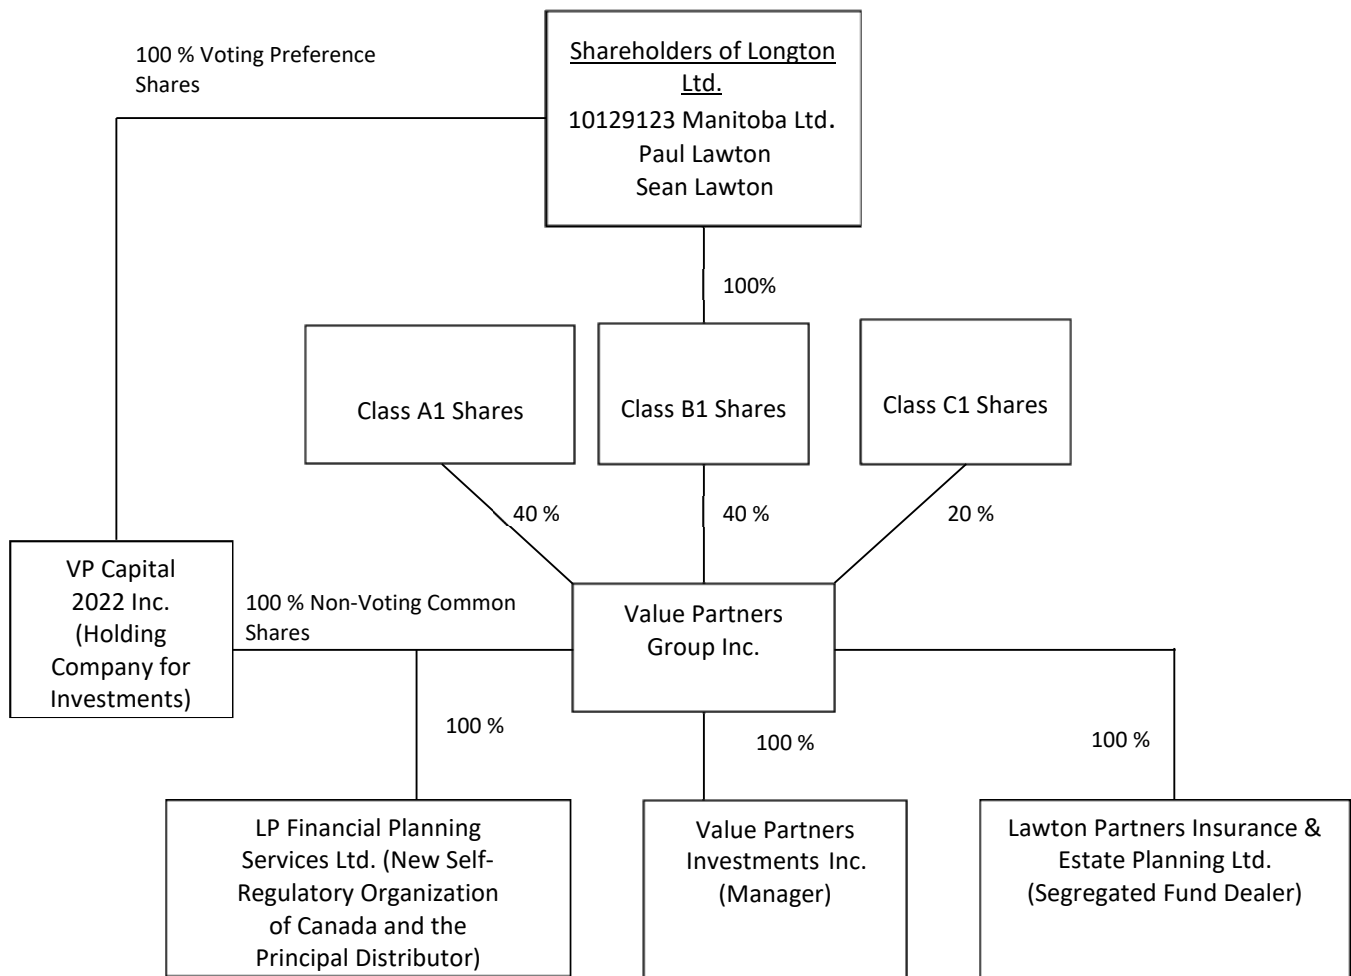 100 % Voting Preference
Shares
Shareholders of Longton
Ltd.
10129123 Manitoba Ltd.
Paul Lawton
Sean Lawton
100%
Class A1 Shares
Class B1 Shares
Class C1 Shares
40 %
40 %
20 %
VP Capital
2022 Inc.
(Holding
Company for
Investments)
100 % Non-Voting Common
Shares
Value Partners
Group Inc.
100 %
100 %
100 %
LP Financial Planning
Services Ltd. (New Self-
Regulatory Organization
of Canada and the
Principal Distributor)
Value Partners
Investments Inc.
(Manager)
Lawton Partners Insurance &
Estate Planning Ltd.
(Segregated Fund Dealer)